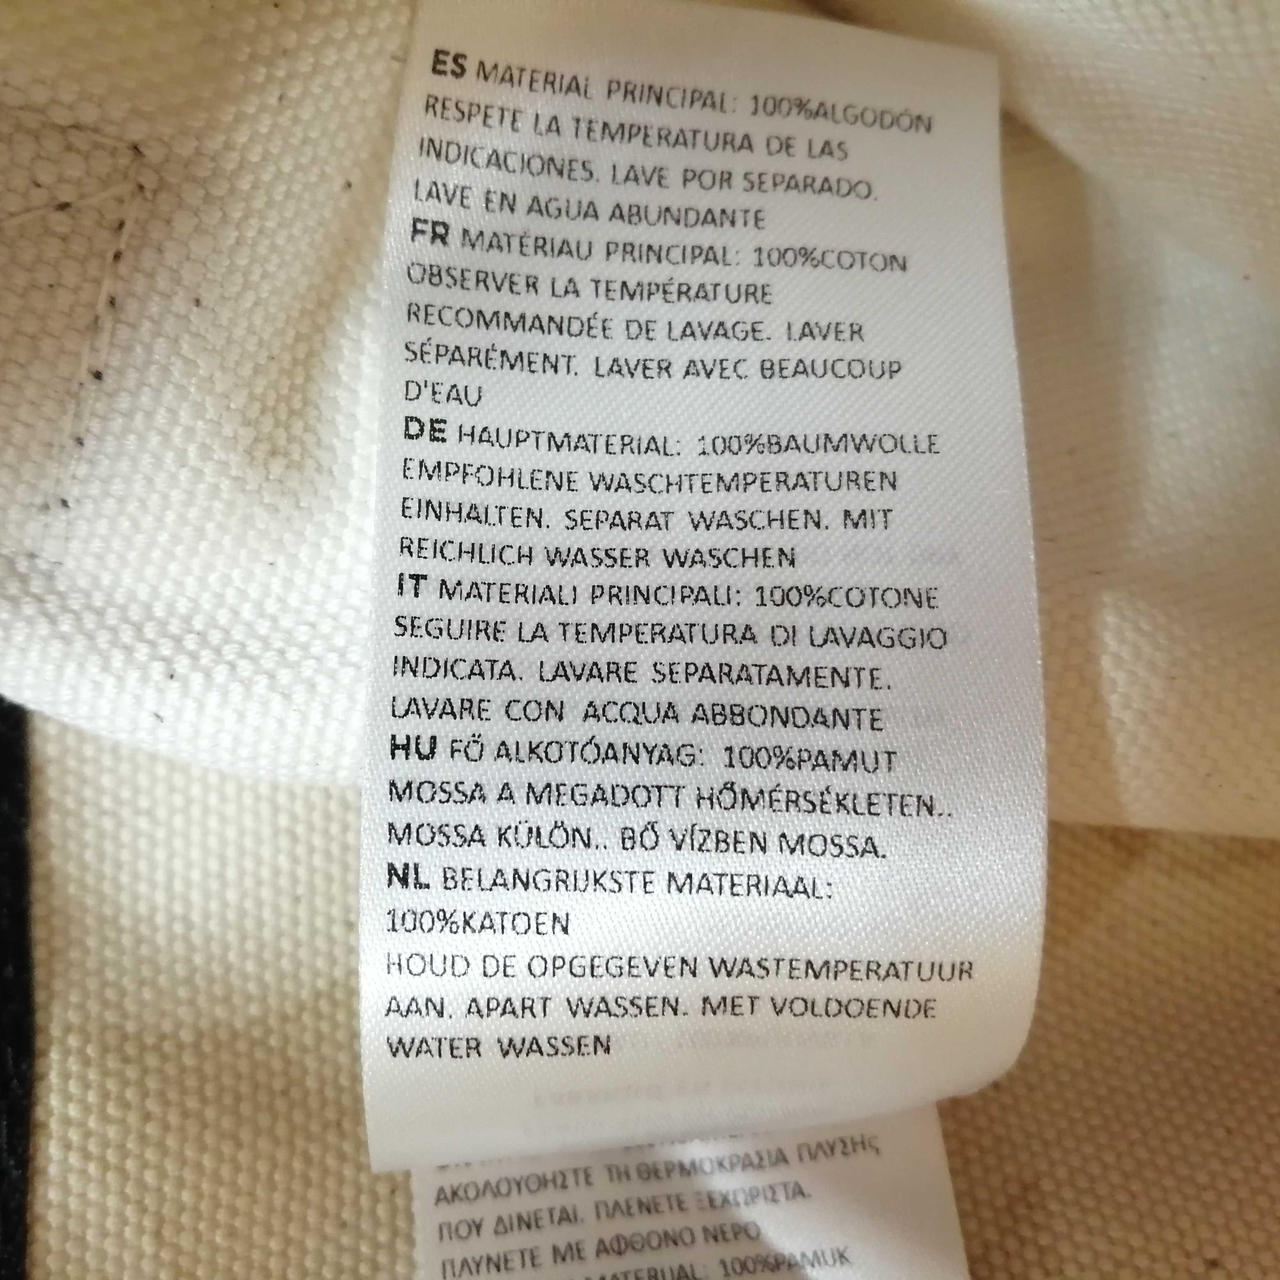 ES MATERIAL PRINCIPAL: 100%ALGODÓN
RESPETE LA TEMPERATURA DE LAS
INDICACIONES. LAVE POR SEPARADO.
LAVE EN AGUA ABUNDANTE
FR MATÉRIAU PRINCIPAL: 100%COTON
OBSERVER LA TEMPÉRATURE
RECOMMANDÉE DE LAVAGE. LAVER
SÉPARÉMENT. LAVER AVEC BEAUCOUP
D'EAU
DE HAUPTMATERIAL: 100%BAUMWOLLE
EMPFOHLENE WASCHTEMPERATUREN
EINHALTEN. SEPARAT WASCHEN. MIT
REICHLICH WASSER WASCHEN
IT MATERIALI PRINCIPALI: 100%COTONE
SEGUIRE LA TEMPERATURA DI LAVAGGIO
INDICATA. LAVARE SEPARATAMENTE.
LAVARE CON ACQUA ABBONDANTE
HU FŐ ALKOTÓANYAG: 100%PAMUT
MOSSA A MEGADOTT HŐMÉRSÉKLETEN..
MOSSA KÜLÖN.. BŐ VÍZBEN MOSSA.
NL BELANGRIJKSTE MATERIAAL:
100%KATOEN
HOUD DE OPGEGEVEN WASTEMPERATUUR
AAN. APART WASSEN. MET VOLDOENDE
WATER WASSEN
ΑΚΟΛΟΥΘΗΣΤΕ ΤΗ ΘΕΡΜΟΚΡΑΣΙΑ ΠΛΥΣΗς
ΠΟΥ ΔΙΝΕΤΑΙ. ΠΛΕΝΕΤΕ ΞΕΧΩΡΙΣΤΑ.
ΠΛΥΝΕΤΕ ΜΕ ΑΦΘΟΝΟ ΝΕΡΟ
100%PAMUK